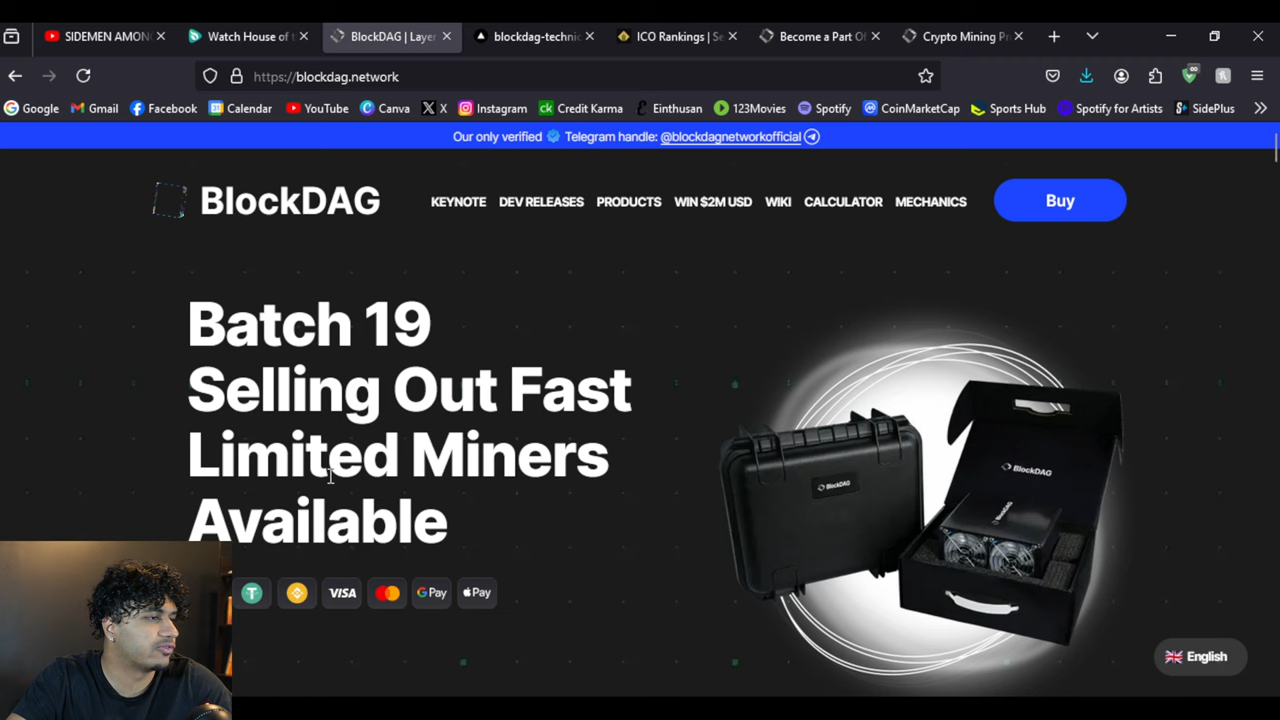 SIDEMEN AMON
Watch House of t
BlockDAG | Layer
blockdag-technic
ICO Rankings | Se
Become a Part Of
Crypto Mining Pr
https://blockdag.network
Google
Gmail
Facebook
Calendar
YouTube
Canva
X
Instagram
ck Credit Karma
Einthusan
123Movies
Spotify
CoinMarketCap
Sports Hub
Spotify for Artists
SidePlus
Our only verified Telegram handle: @blockdagnetworkofficial
BlockDAG
KEYNOTE
DEV RELEASES
PRODUCTS
WIN $2M USD
WIKI
CALCULATOR
MECHANICS
Buy
Batch 19
Selling Out Fast
Limited Miners
Available
VISA
G Pay
Pay
BlockDAG
BlockDAG
BlockDAG
English